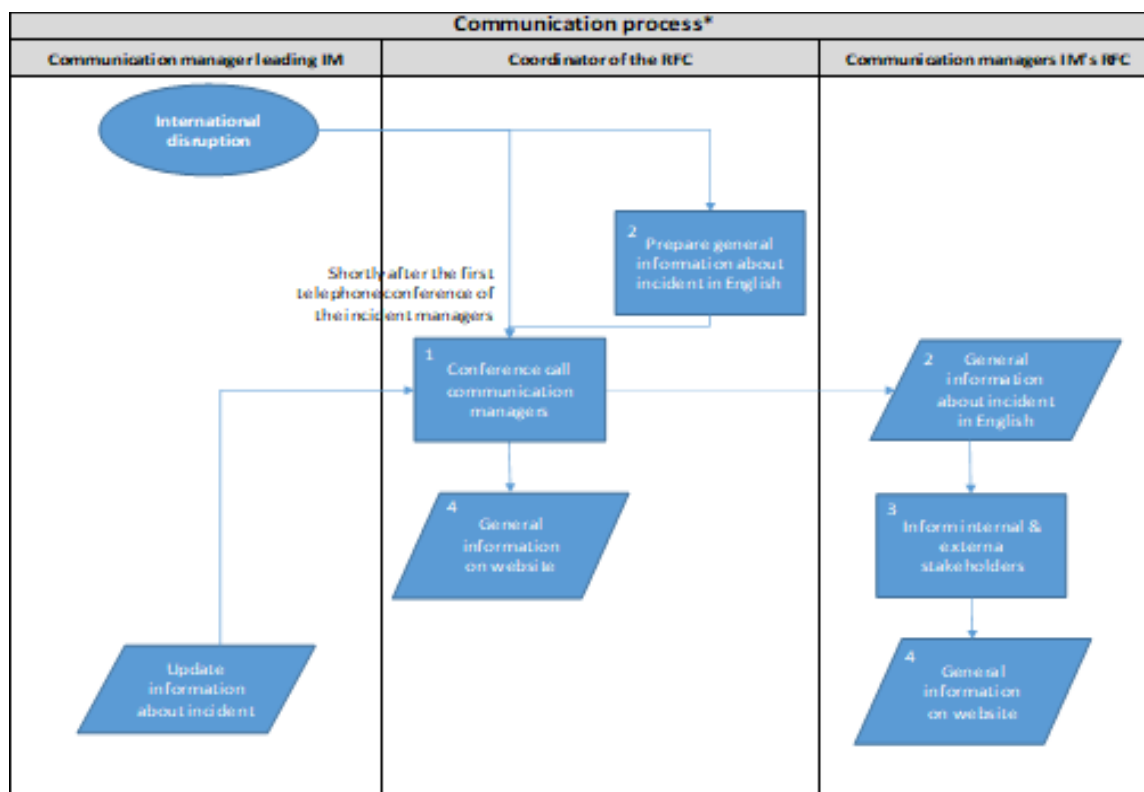 Communication process*
Communication manager leading IM
Coordinator of the RFC
Communication managers IM's RFC
International
disruption
2
Prepare general
information about
incident in English
Shortly after the first
telephone conference of
the incident managers
1
Conference call
communication
managers
2
General
information
about incident
in English
4
General
information
on website
3
Inform internal &
externa
stakeholders
Update
information
about incident
4
General
information
on website